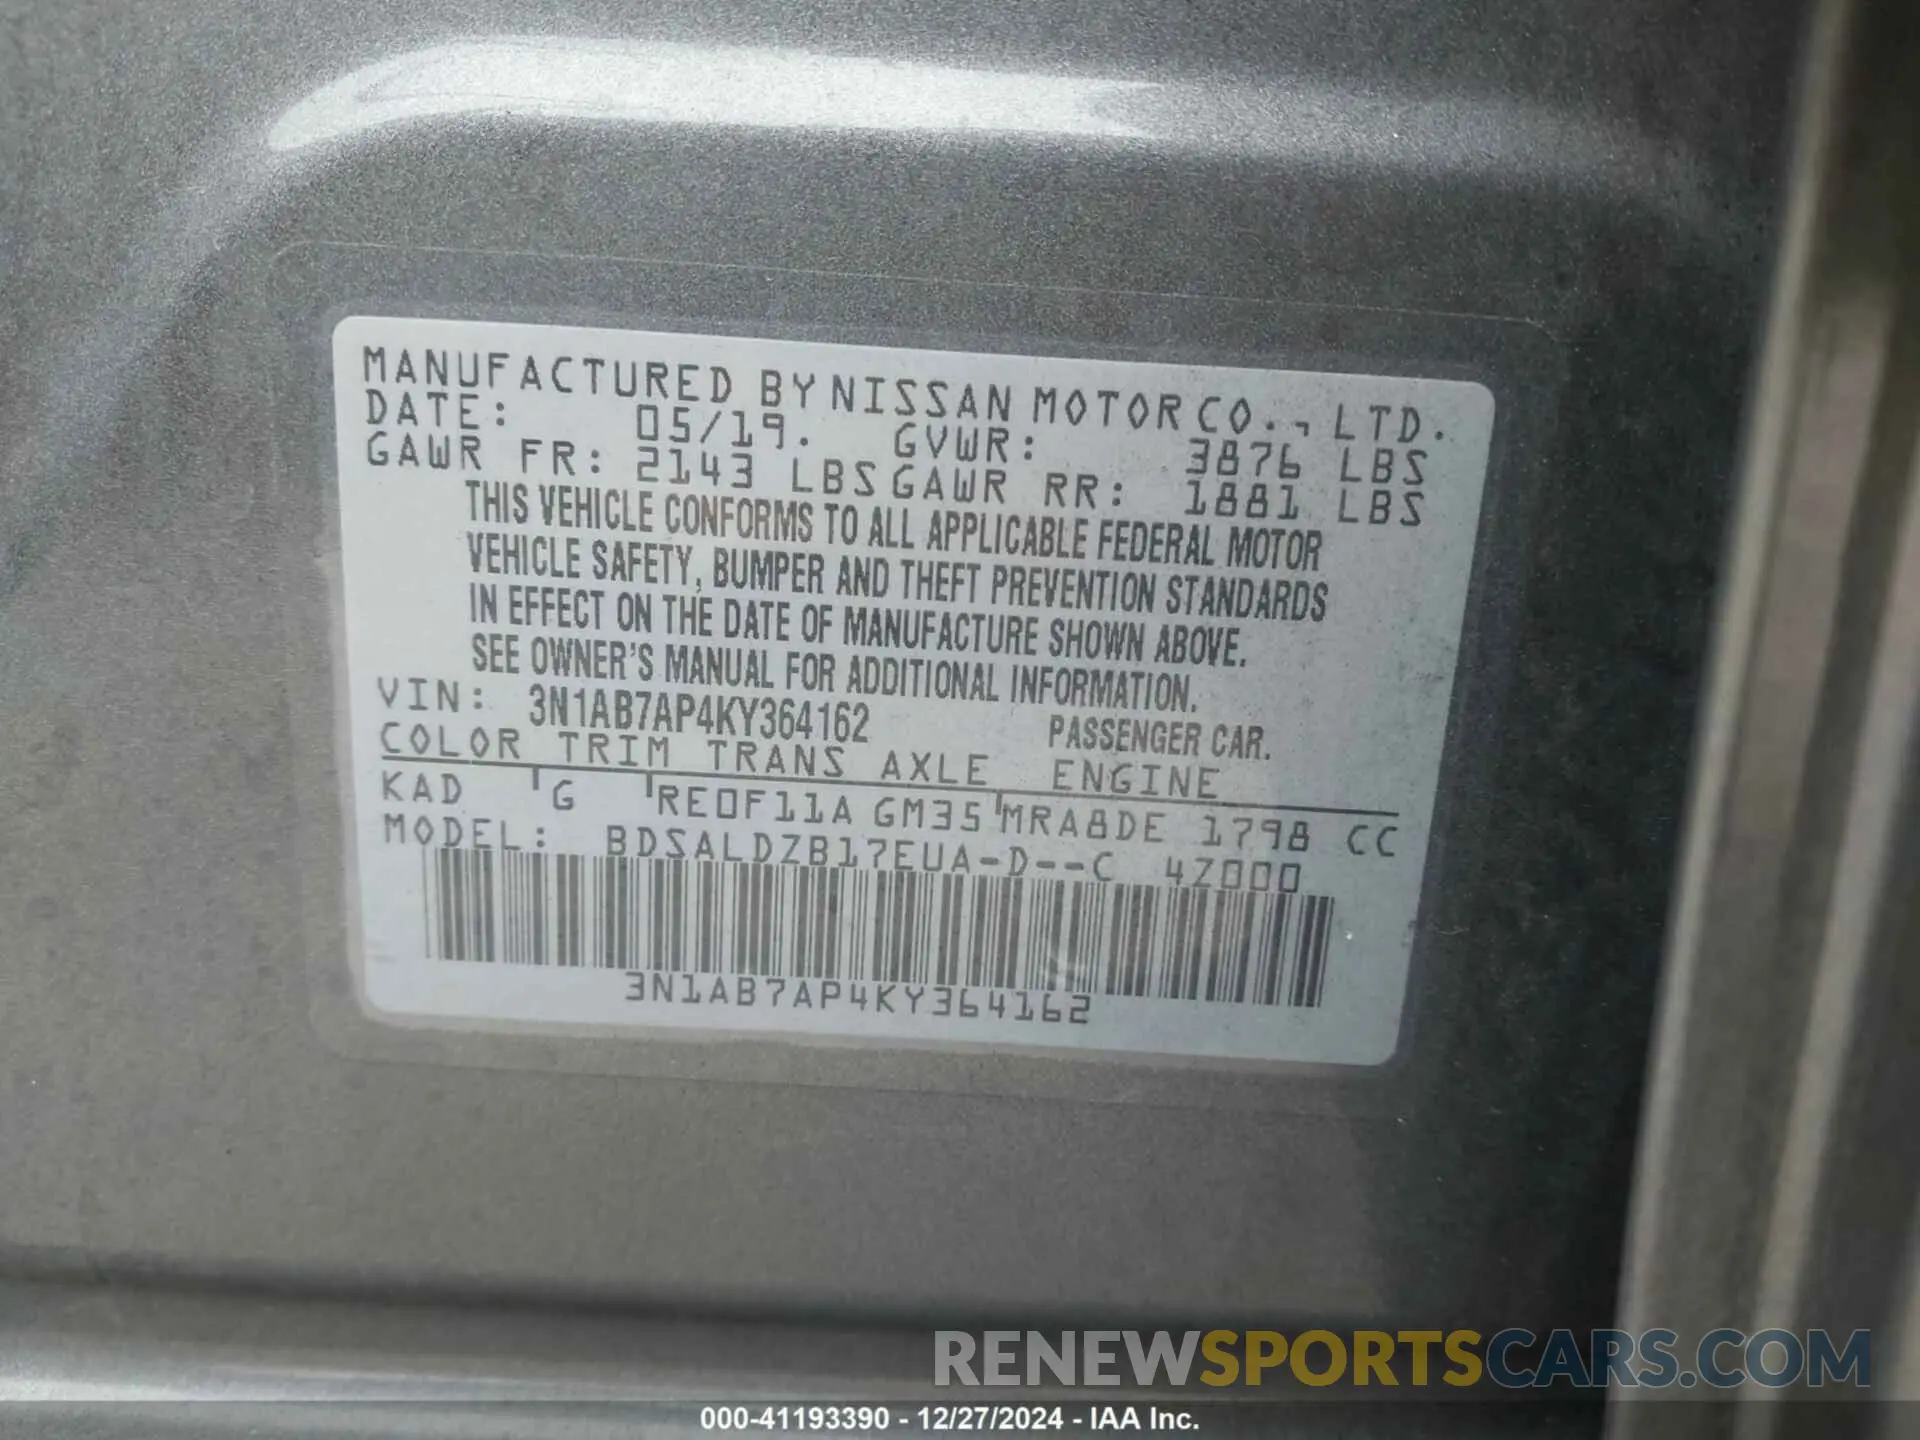 MANUFACTURED BY NISSAN MOTOR CO., LTD.
DATE: 05/19. GVWR: 3876 LBS
GAWR FR: 2143 LBS GAWR RR: 1881 LBS
THIS VEHICLE CONFORMS TO ALL APPLICABLE FEDERAL MOTOR
VEHICLE SAFETY, BUMPER AND THEFT PREVENTION STANDARDS
IN EFFECT ON THE DATE OF MANUFACTURE SHOWN ABOVE.
SEE OWNER'S MANUAL FOR ADDITIONAL INFORMATION.
VIN: 3N1AB7AP4KY364162 PASSENGER CAR.
COLOR TRIM TRANS AXLE ENGINE
KAD G RE0F11A GM35 MRA8DE 1798 CC
MODEL: BDSALDZB17EUA-D--C 4Z000
3N1AB7AP4KY364162
RENEWSPORTSCARS.COM
000-41193390 - 12/27/2024 - IAA Inc.